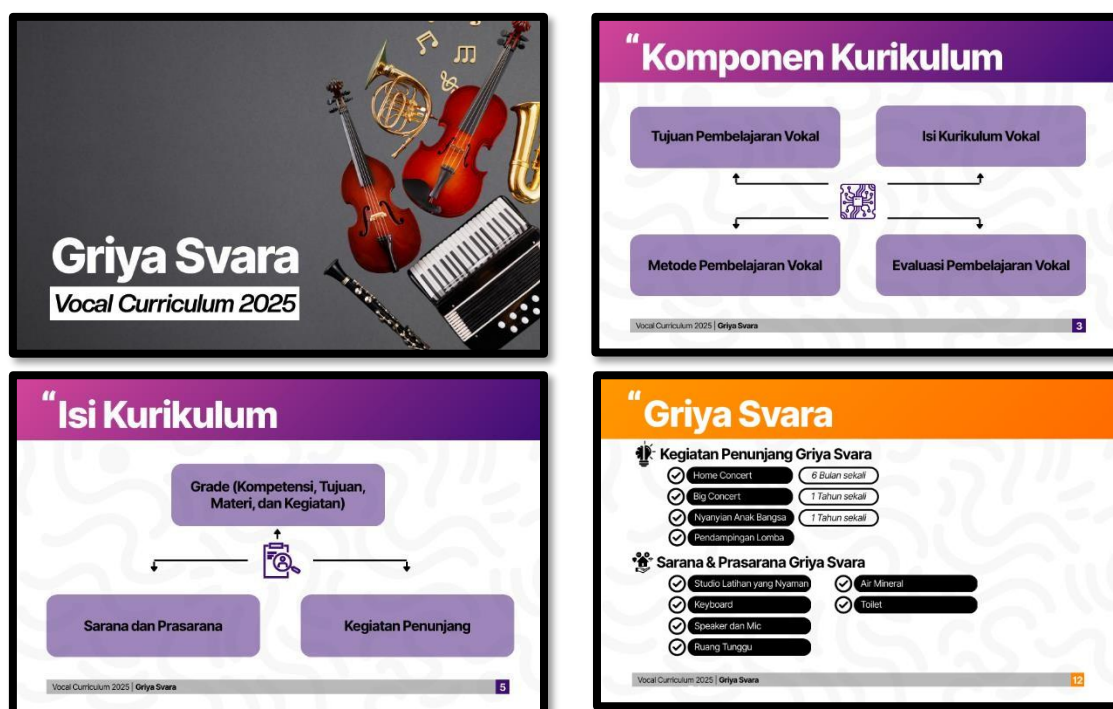 Griya Svara
Vocal Curriculum 2025
“Komponen Kurikulum
Tujuan Pembelajaran Vokal
Isi Kurikulum Vokal
Metode Pembelajaran Vokal
Evaluasi Pembelajaran Vokal
Vocal Curriculum 2025 | Griya Svara
3
“Isi Kurikulum
Grade (Kompetensi, Tujuan,
Materi, dan Kegiatan)
Sarana dan Prasarana
Kegiatan Penunjang
Vocal Curriculum 2025 | Griya Svara
5
“Griya Svara
Kegiatan Penunjang Griya Svara
Home Concert 6 Bulan sekali
Big Concert 1 Tahun sekali
Nyanyian Anak Bangsa 1 Tahun sekali
Pendampingan Lomba
Sarana & Prasarana Griya Svara
Studio Latihan yang Nyaman
Keyboard
Speaker dan Mic
Ruang Tunggu
Air Mineral
Toilet
Vocal Curriculum 2025 | Griya Svara
12